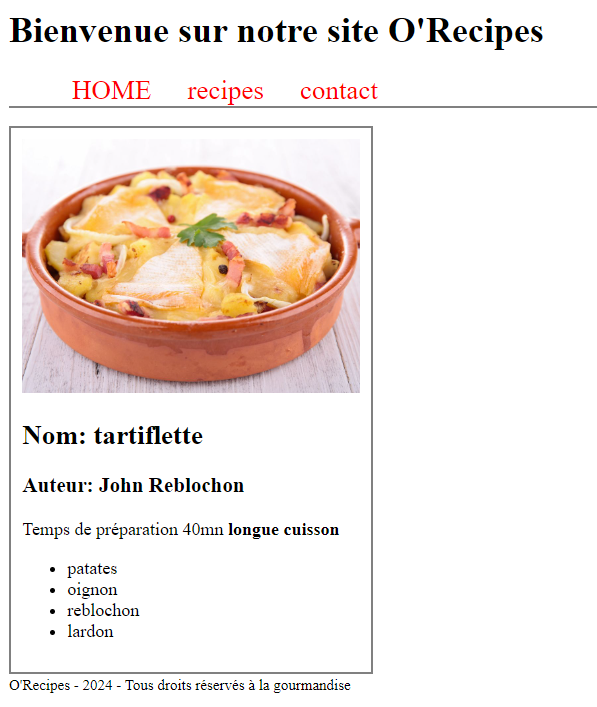 Bienvenue sur notre site O'Recipes
HOME recipes contact
Nom: tartiflette
Auteur: John Reblochon
Temps de préparation 40mn longue cuisson
patates
oignon
reblochon
lardon
O'Recipes - 2024 - Tous droits réservés à la gourmandise